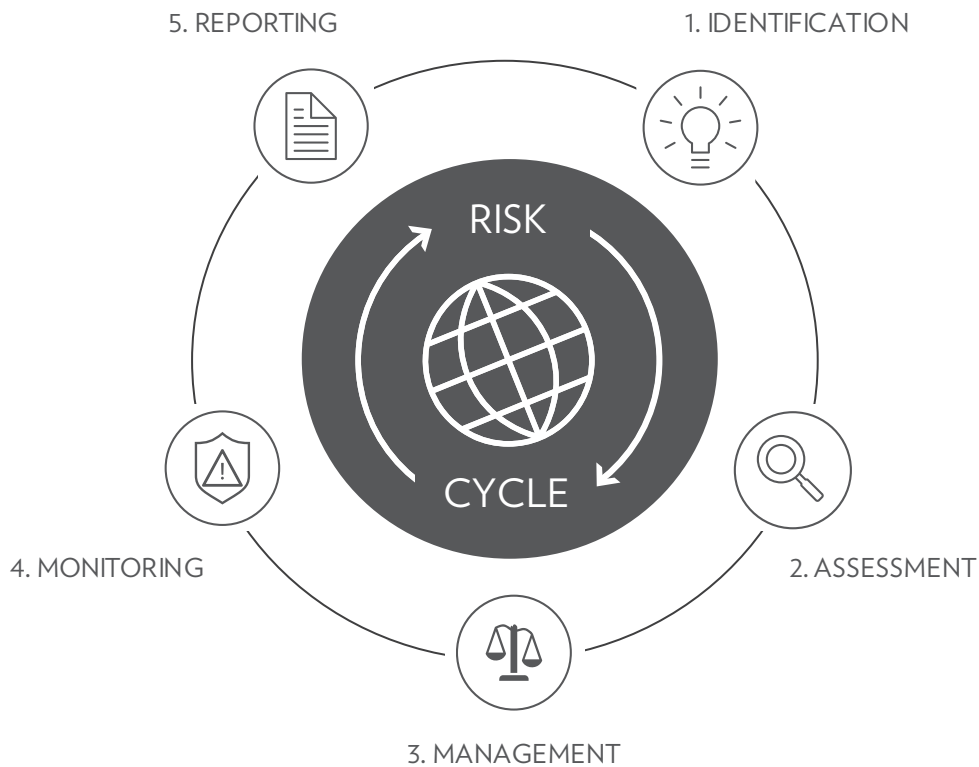 5. REPORTING
1. IDENTIFICATION
RISK
CYCLE
4. MONITORING
2. ASSESSMENT
3. MANAGEMENT